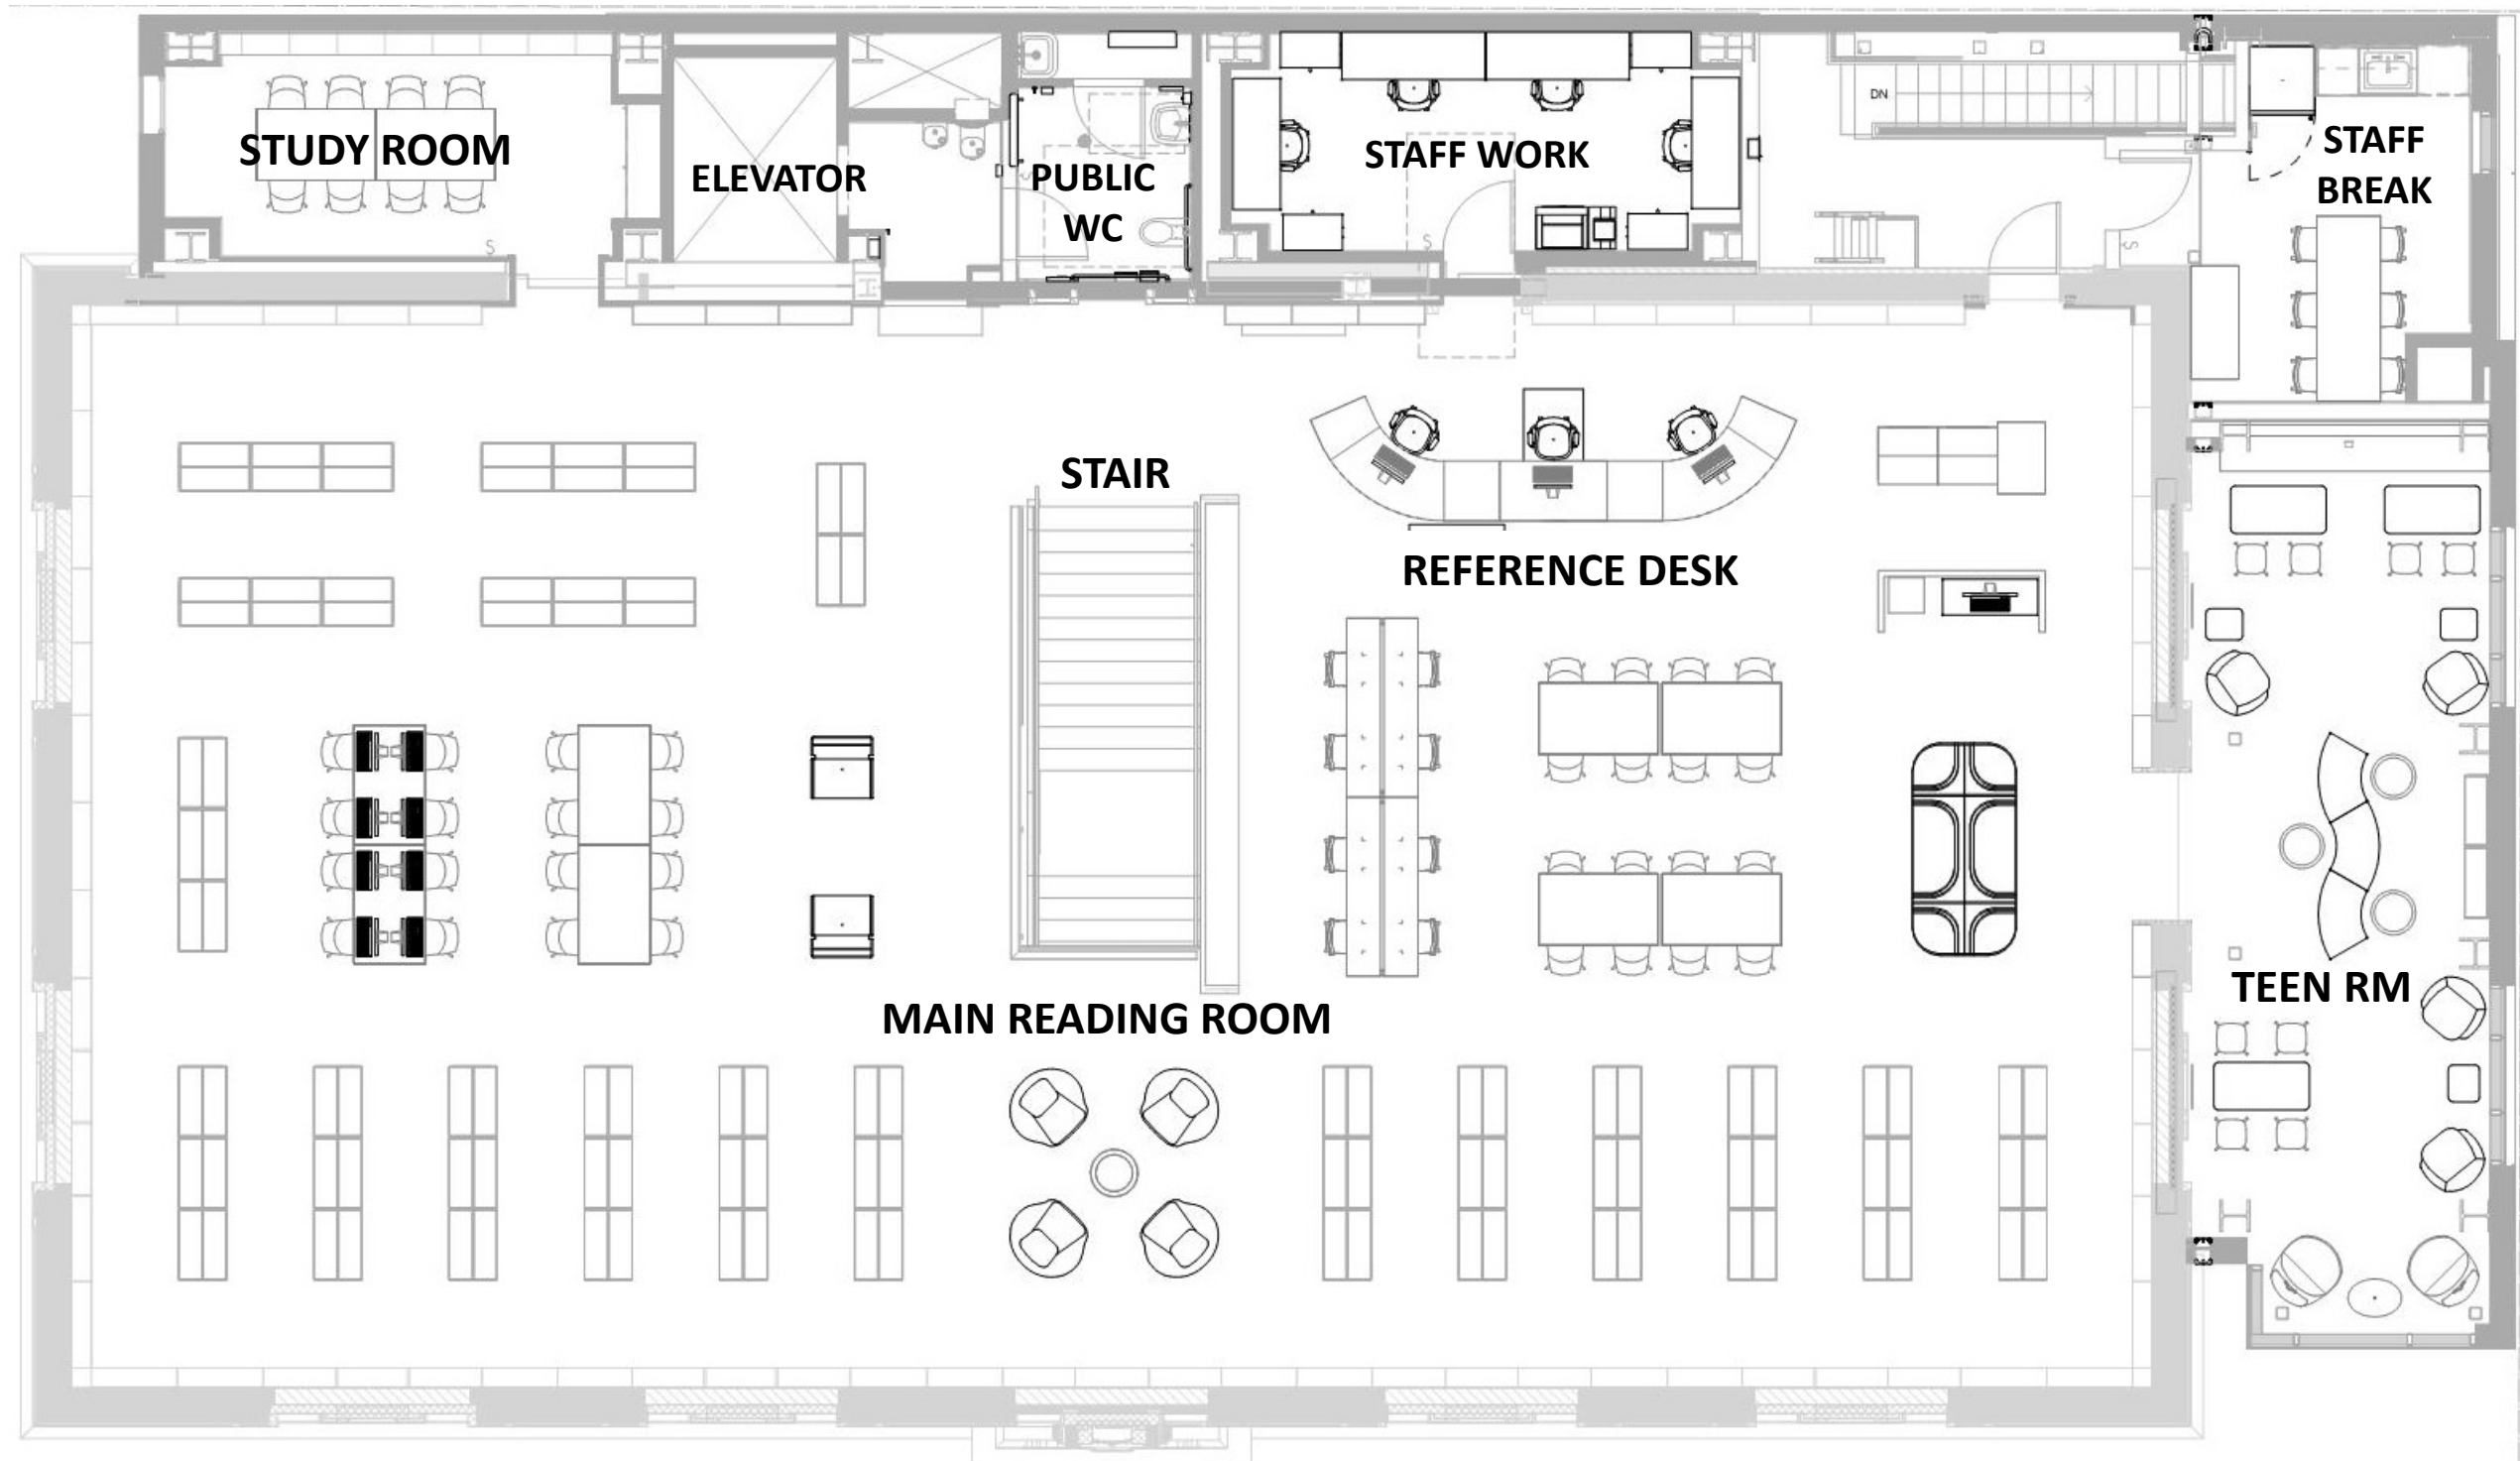 STUDY ROOM
ELEVATOR
PUBLIC
WC
STAFF WORK
DN
STAFF
BREAK
S
S
S
S
STAIR
REFERENCE DESK
MAIN READING ROOM
TEEN RM